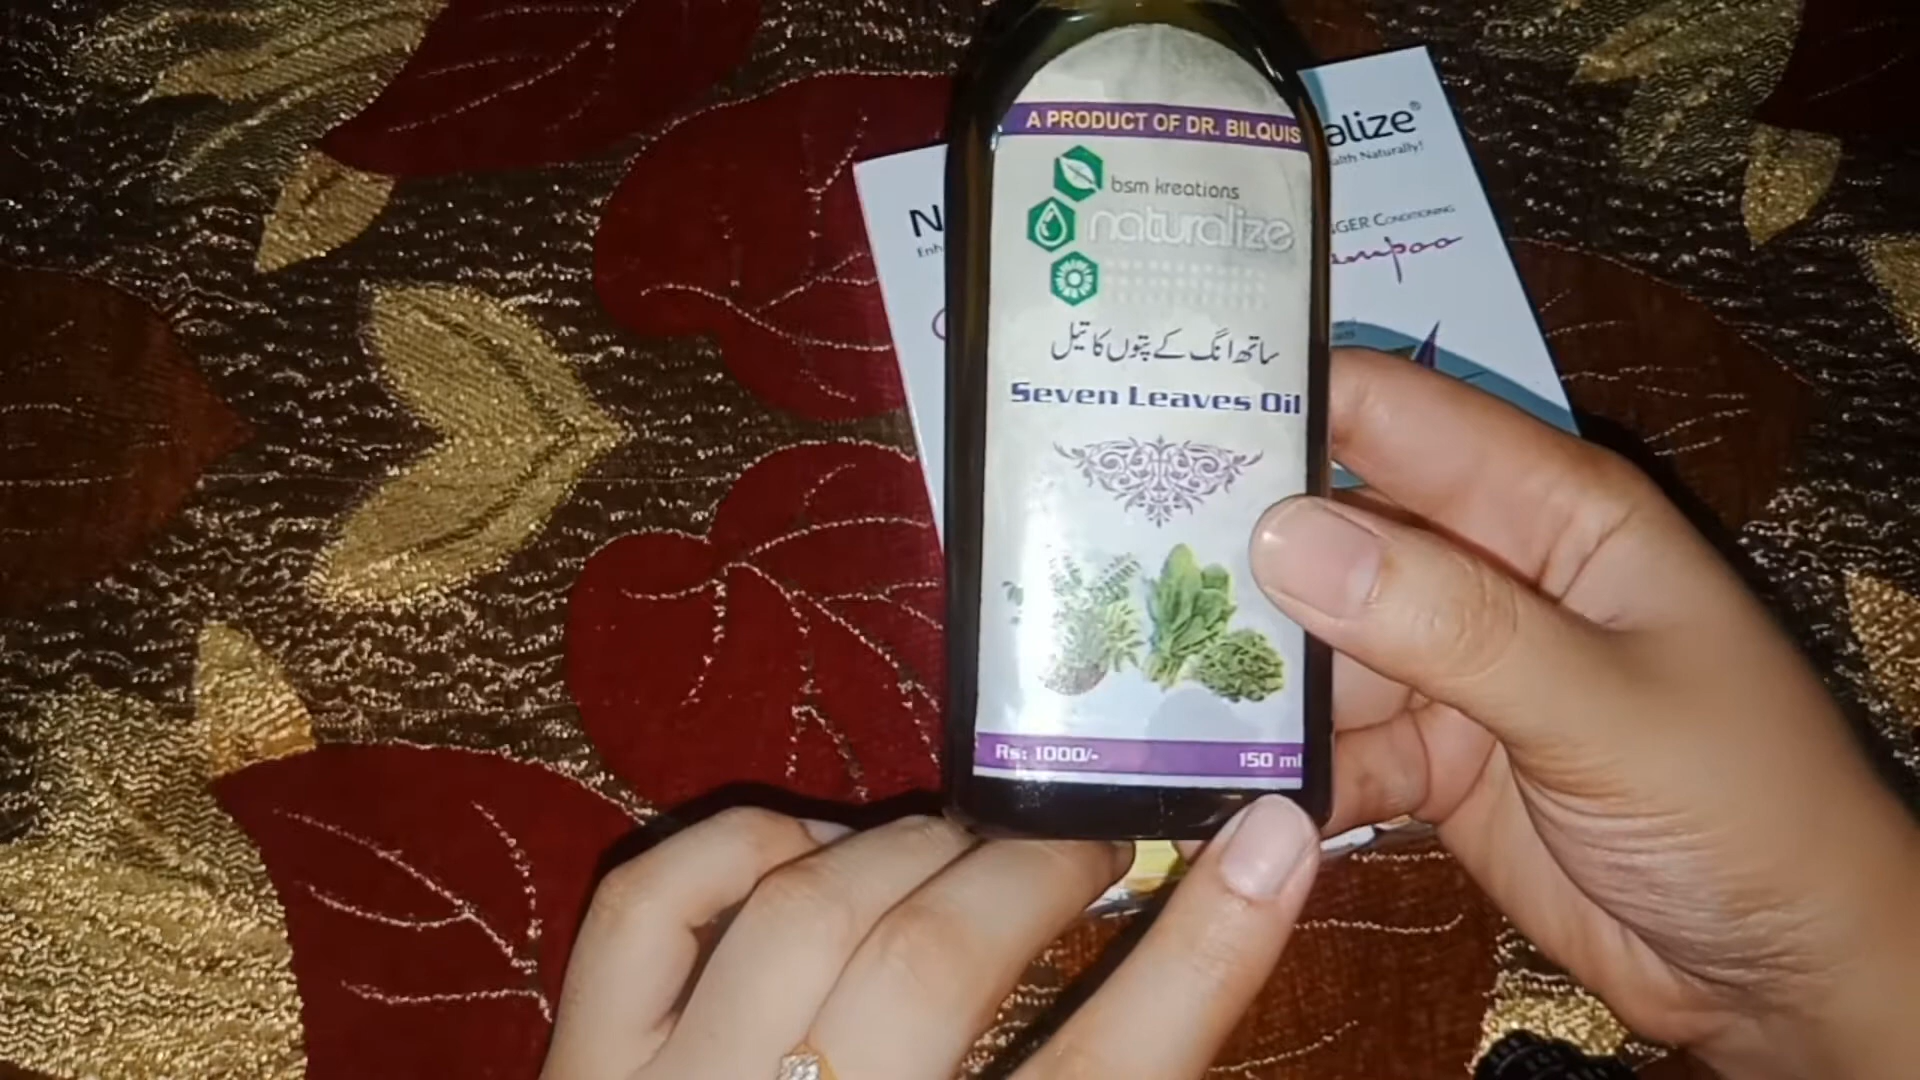 A PRODUCT OF DR. BILQUIS
bsm kreations
naturalize
ساتھ انگ کے پتوں کا تیل
Seven Leaves Oil
Rs: 1000/-
150 ml
alize®
alth Naturally!
GER CONDITIONING
ampoo
N
Enh